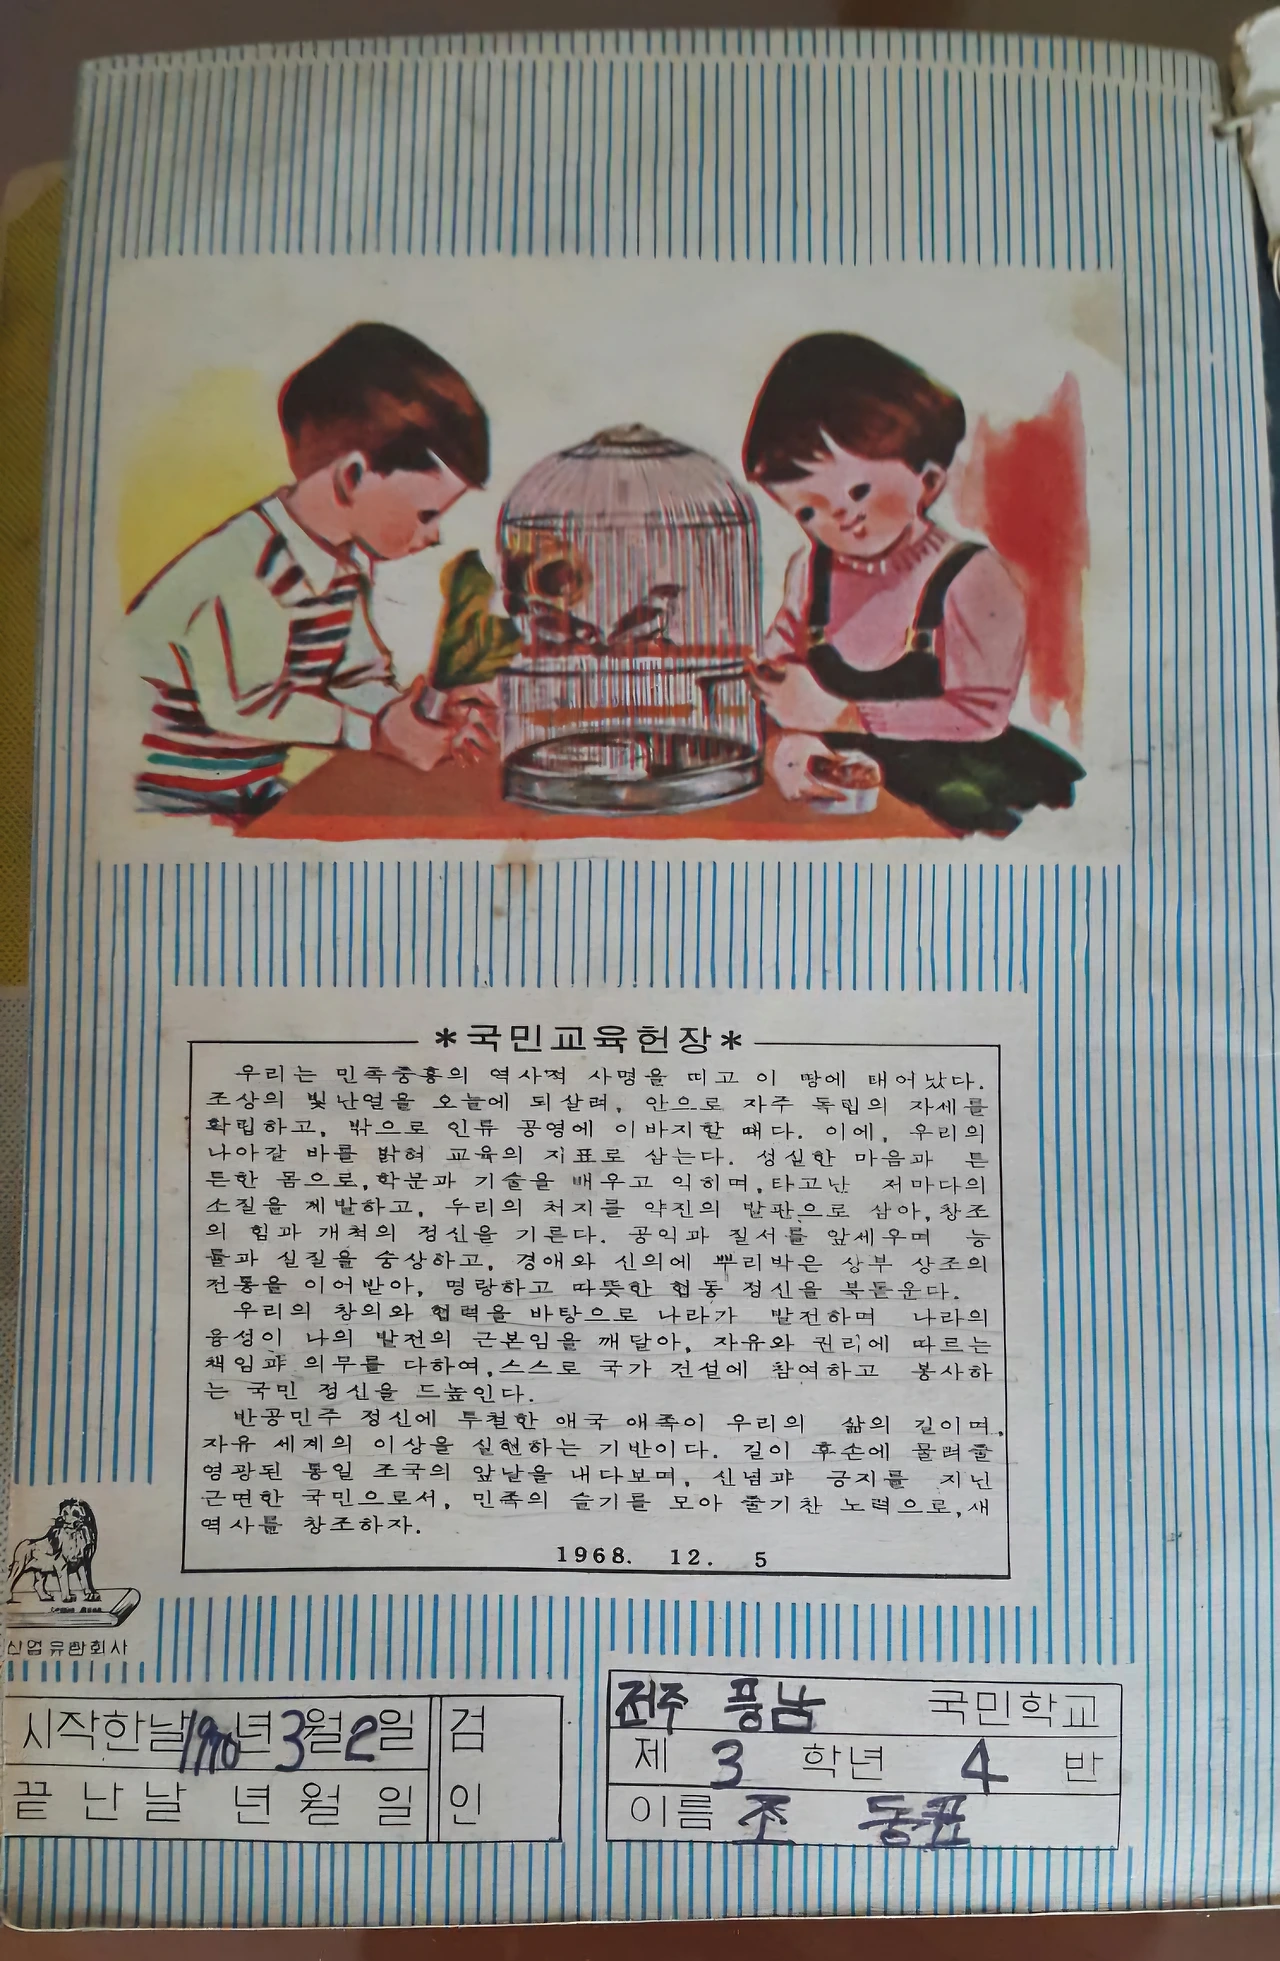 *국민교육헌장*
우리는 민족중흥의 역사적 사명을 띠고 이 땅에 태어났다.
조상의 빛난얼을 오늘에 되살려, 안으로 자주 독립의 자세를
확립하고, 밖으로 인류 공영에 이바지할 때다. 이에, 우리의
나아갈 바를 밝혀 교육의 지표로 삼는다. 성실한 마음과 튼
튼한 몸으로, 학문과 기술을 배우고 익히며, 타고난 저마다의
소질을 계발하고, 우리의 처지를 약진의 발판으로 삼아, 창조
의 힘과 개척의 정신을 기른다. 공익과 질서를 앞세우며 능
률과 실질을 숭상하고, 경애와 신의에 뿌리박은 상부 상조의
전통을 이어받아, 명랑하고 따뜻한 협동 정신을 북돋운다.
우리의 창의와 협력을 바탕으로 나라가 발전하며 나라의
융성이 나의 발전의 근본임을 깨달아, 자유와 권리에 따르는
책임과 의무를 다하여, 스스로 국가 건설에 참여하고 봉사하
는 국민 정신을 드높인다.
반공민주 정신에 투철한 애국 애족이 우리의 삶의 길이며,
자유 세계의 이상을 실현하는 기반이다. 길이 후손에 물려줄
영광된 통일 조국의 앞날을 내다보며, 신념과 긍지를 지닌
근면한 국민으로서, 민족의 슬기를 모아 줄기찬 노력으로, 새
역사를 창조하자.
1968. 12. 5
유한회사
시작한날 년 3월 2일 검
끝난날 년 월 일 인
전주 풍남 국민학교
제 3 학년 4 반
이름 조 동표